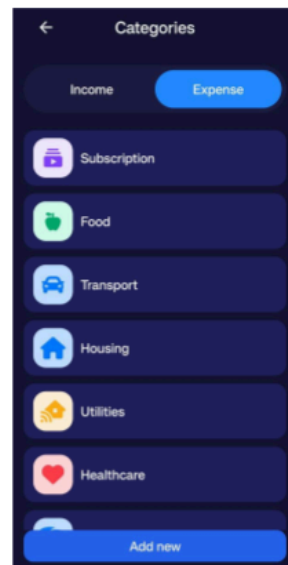 Categories
Income
Expense
Subscription
Food
Transport
Housing
Utilities
Healthcare
Add new